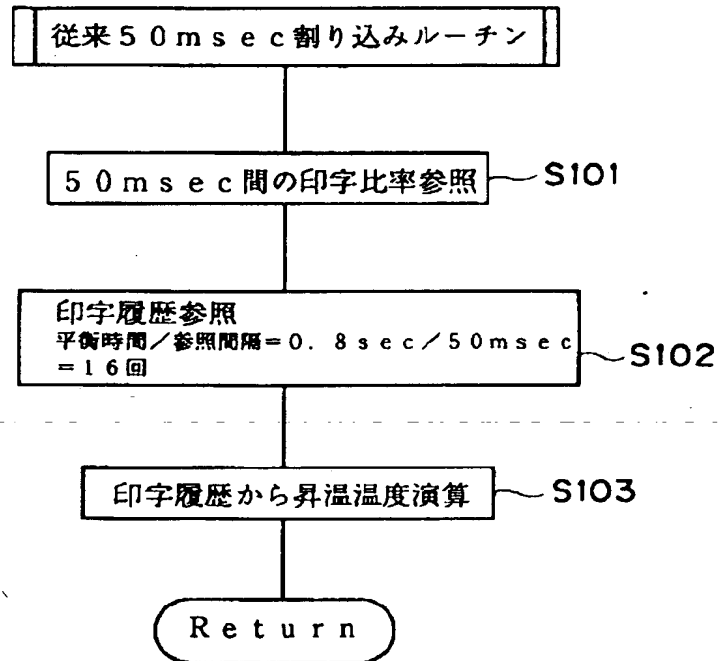 従来50msec割り込みルーチン
50msec間の印字比率参照
S101
印字履歴参照
平衡時間/参照間隔=0.8sec/50msec
=16回
S102
印字履歴から昇温温度演算
S103
Return